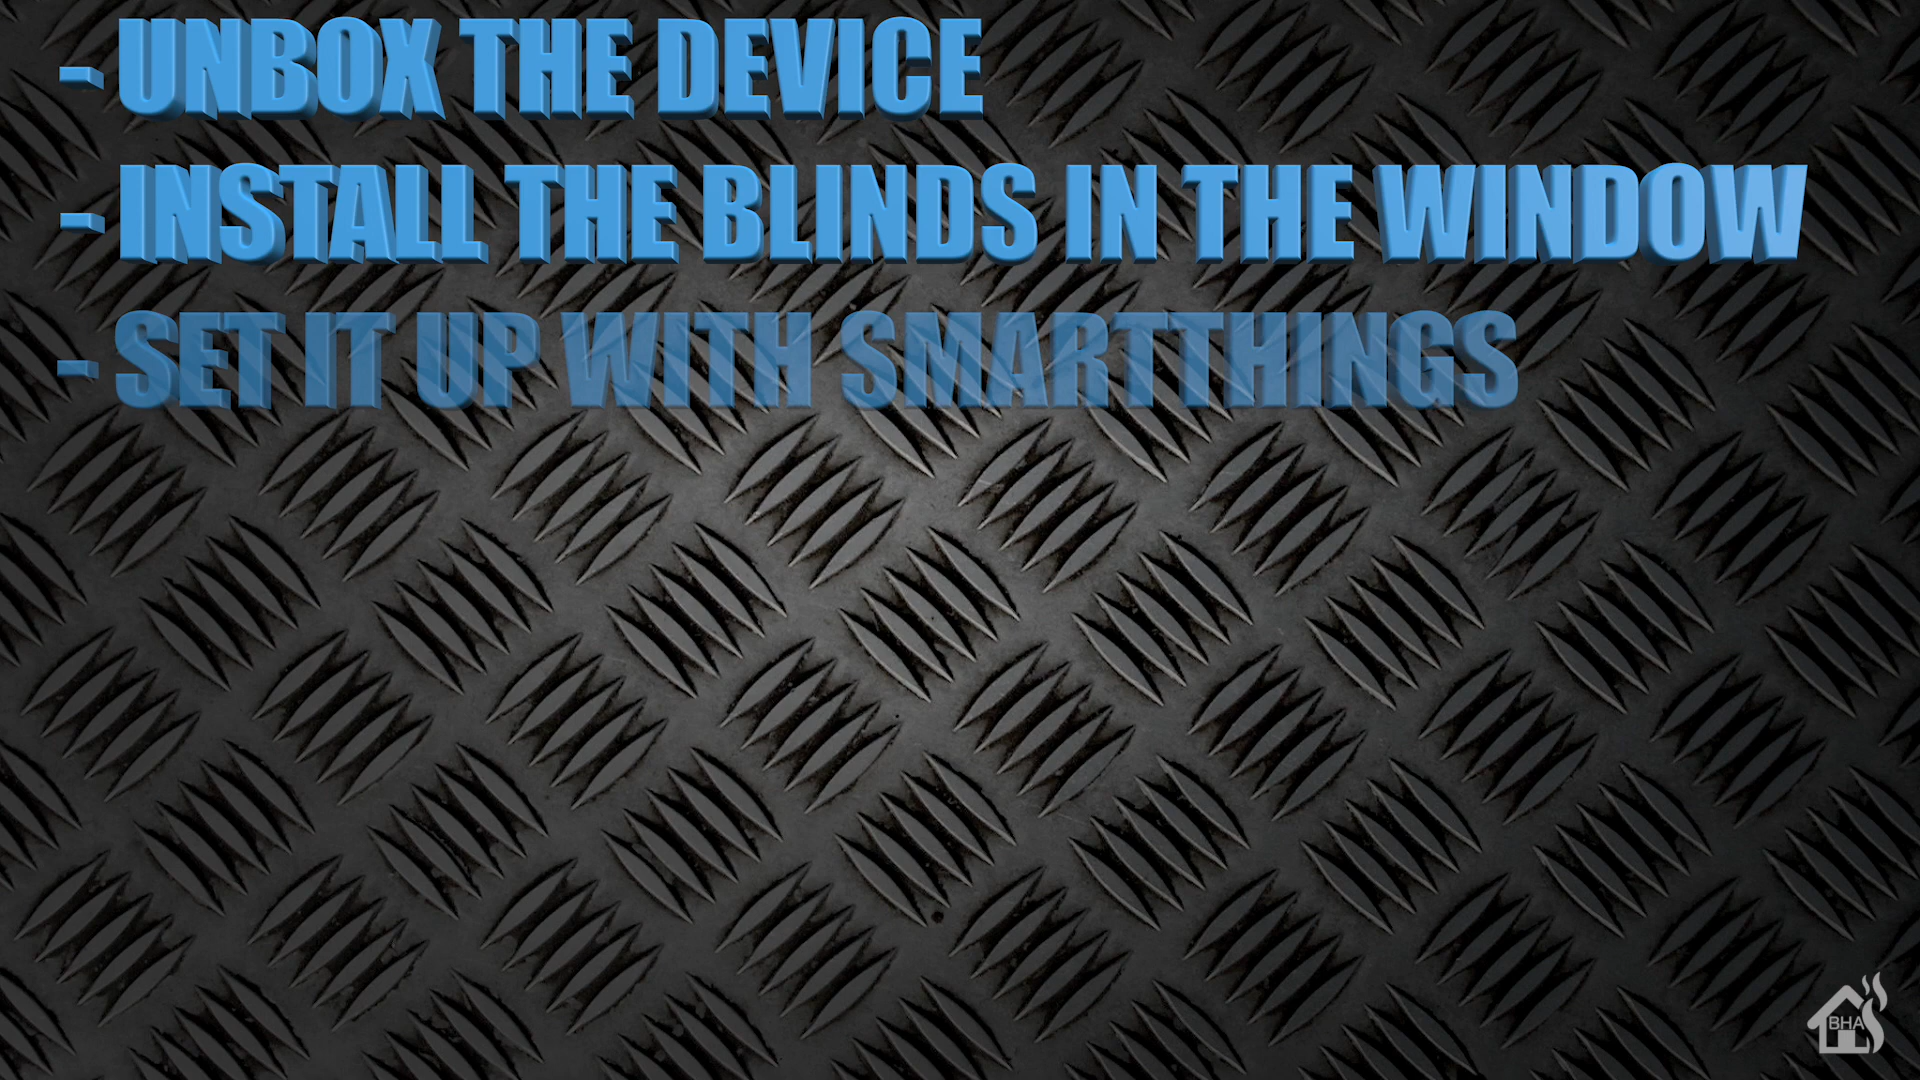 - UNBOX THE DEVICE
- INSTALL THE BLINDS IN THE WINDOW
- SET IT UP WITH SMARTTHINGS
BHA